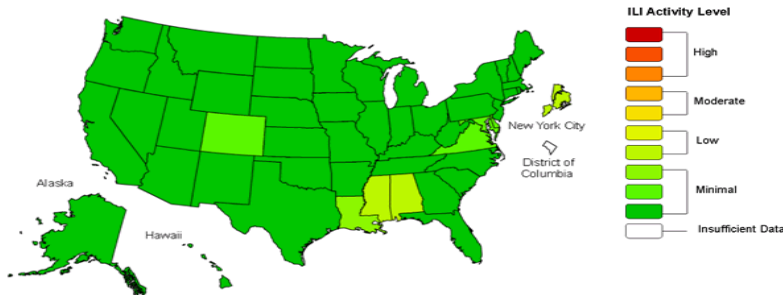 ILI Activity Level
High
Moderate
Low
Minimal
Insufficient Data
New York City
District of
Columbia
Alaska
Hawaii